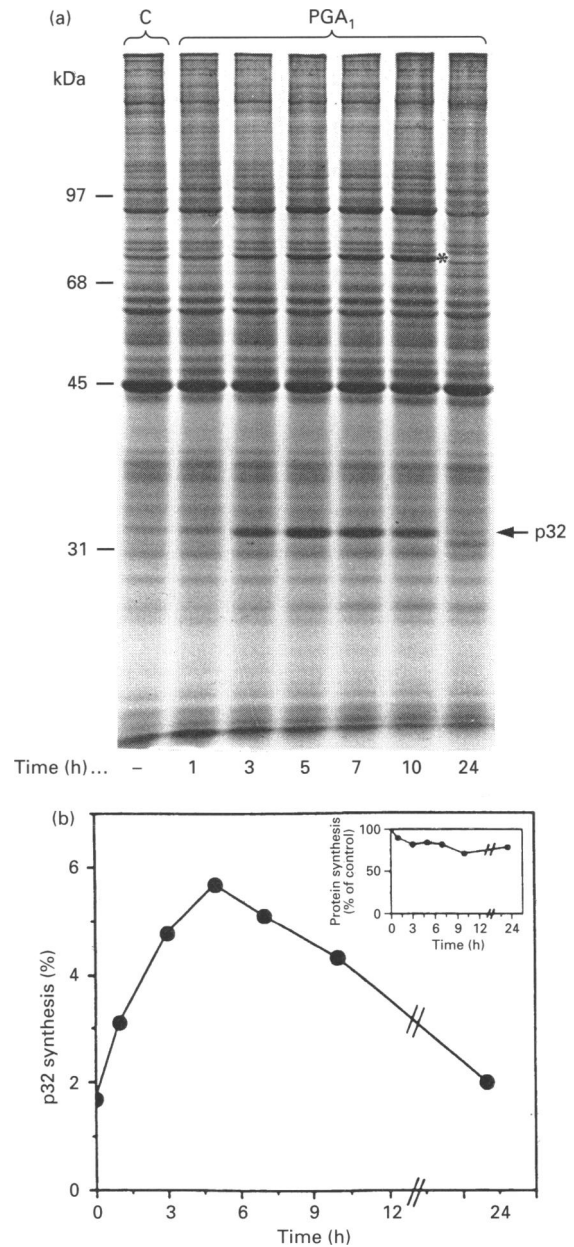 (a) C PGA₁
kDa
97 —
*
68 —
45 —
31 —
← p32
Time (h)... – 1 3 5 7 10 24
(b)
p32 synthesis (%)
6
4
2
0
0 3 6 9 12 24
Time (h)
Protein synthesis
(% of control)
100
50
0
0 3 6 9 12 24
Time (h)